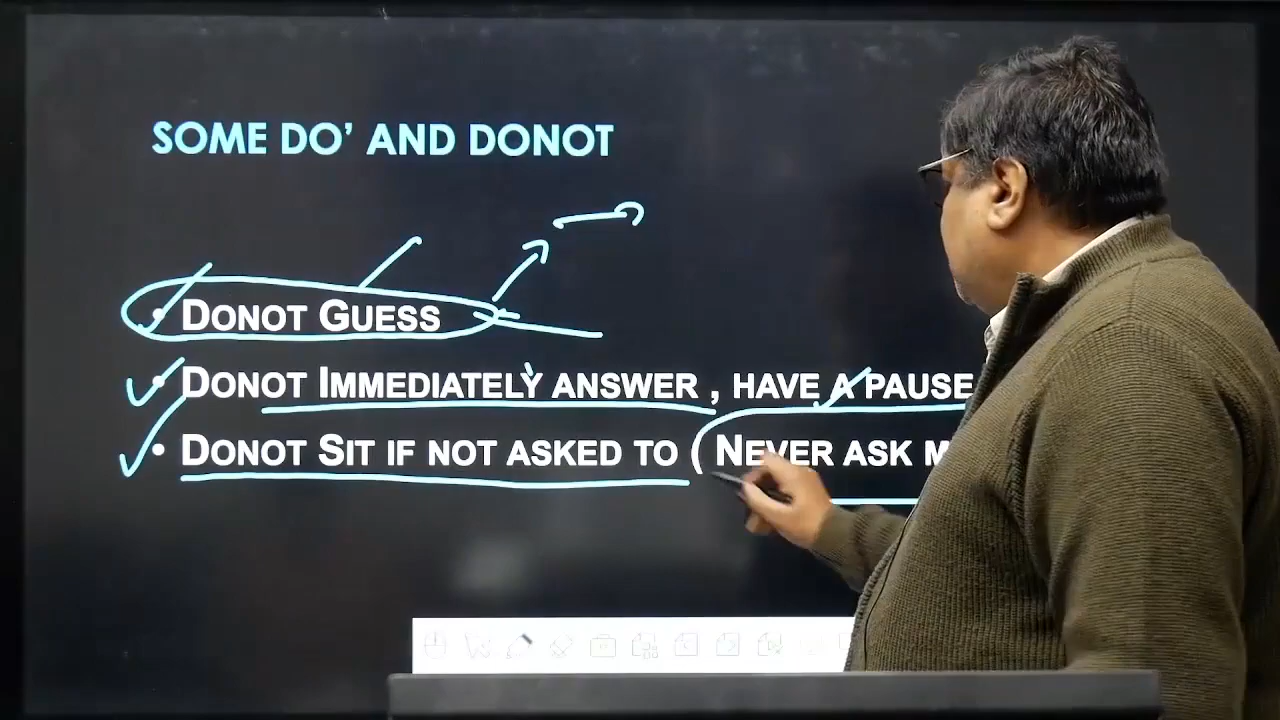 SOME DO' AND DONOT
• DONOT GUESS
• DONOT IMMEDIATELY ANSWER , HAVE A PAUSE
• DONOT SIT IF NOT ASKED TO ( NEVER ASK